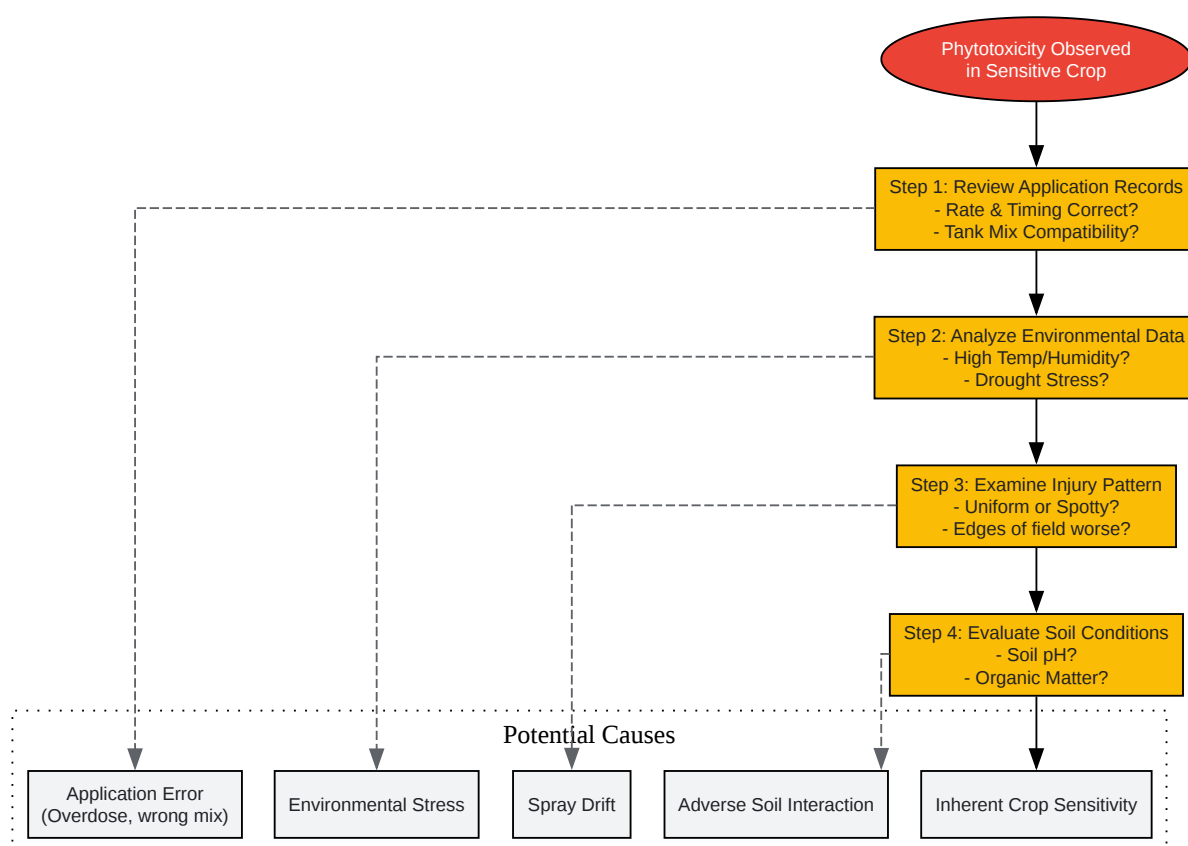 Phytotoxicity Observed
in Sensitive Crop
Step 1: Review Application Records
- Rate & Timing Correct?
- Tank Mix Compatibility?
Step 2: Analyze Environmental Data
- High Temp/Humidity?
- Drought Stress?
Step 3: Examine Injury Pattern
- Uniform or Spotty?
- Edges of field worse?
Step 4: Evaluate Soil Conditions
- Soil pH?
- Organic Matter?
Potential Causes
Application Error
(Overdose, wrong mix)
Environmental Stress
Spray Drift
Adverse Soil Interaction
Inherent Crop Sensitivity